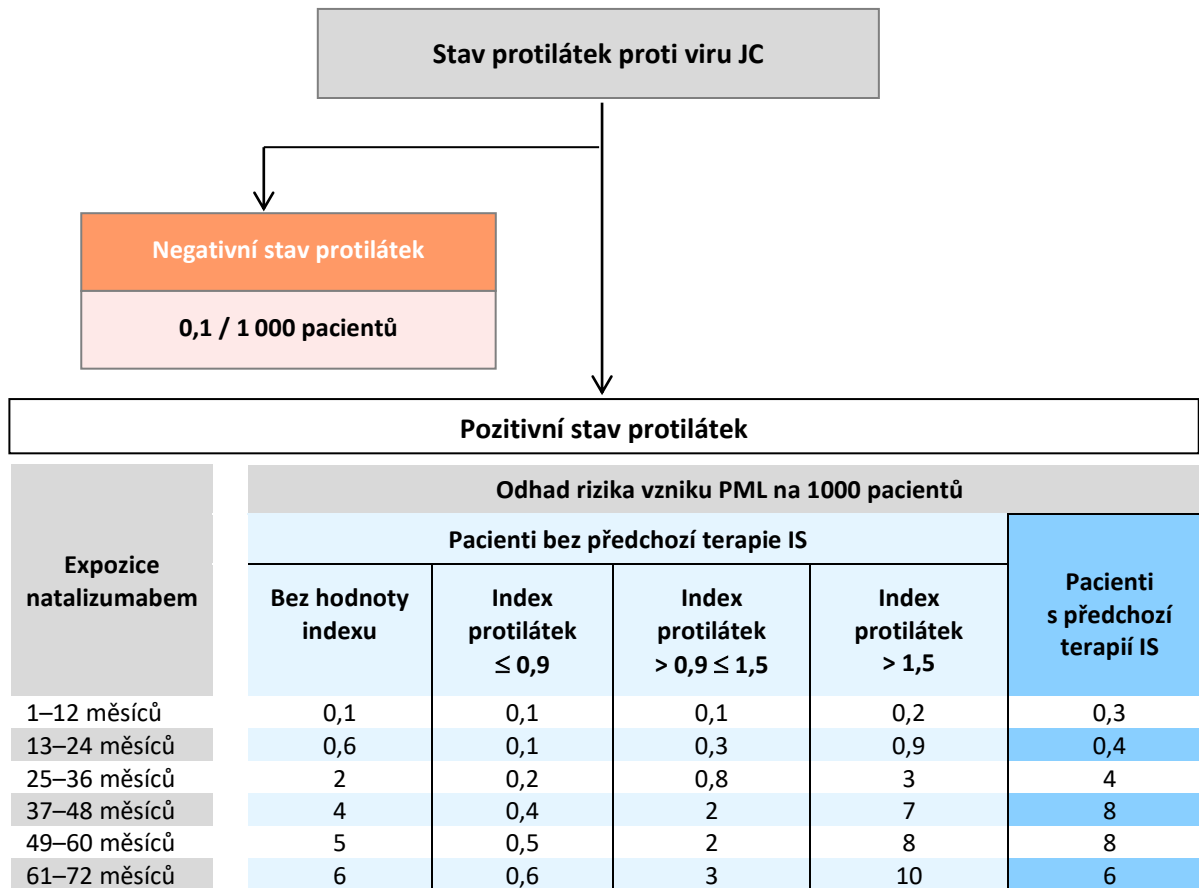 Stav protilátek proti viru JC
Negativní stav protilátek
0,1 / 1 000 pacientů
Pozitivní stav protilátek
Expozice
natalizumabem
Odhad rizika vzniku PML na 1000 pacientů
Pacienti bez předchozí terapie IS
Pacienti
s předchozí
terapií IS
Bez hodnoty
indexu
Index
protilátek
≤ 0,9
Index
protilátek
> 0,9 ≤ 1,5
Index
protilátek
> 1,5
1–12 měsíců 0,1 0,1 0,1 0,2 0,3
13–24 měsíců 0,6 0,1 0,3 0,9 0,4
25–36 měsíců 2 0,2 0,8 3 4
37–48 měsíců 4 0,4 2 7 8
49–60 měsíců 5 0,5 2 8 8
61–72 měsíců 6 0,6 3 10 6